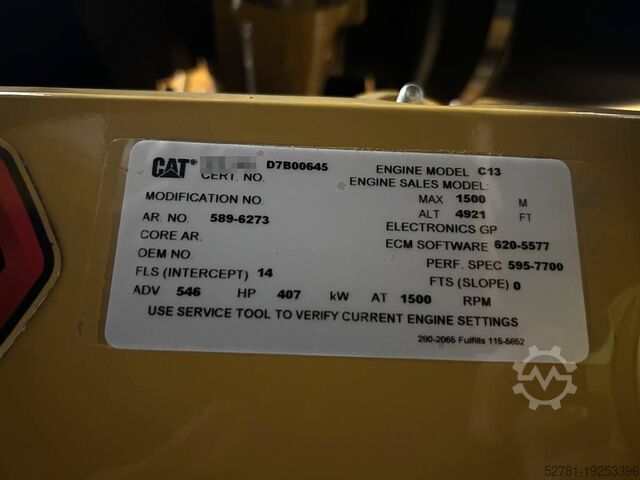 CAT® D7B00645 ENGINE MODEL C13
CERT. NO. ENGINE SALES MODEL:
MODIFICATION NO. MAX 1500 M
AR. NO. 589-6273 ALT 4921 FT
CORE AR. ELECTRONICS GP
OEM NO. ECM SOFTWARE 620-5577
FLS (INTERCEPT) 14 PERF. SPEC 595-7700
FTS (SLOPE) 0
ADV 546 HP 407 kW AT 1500 RPM
USE SERVICE TOOL TO VERIFY CURRENT ENGINE SETTINGS
290-2065 Fulfills 115-5852
52781-19253396